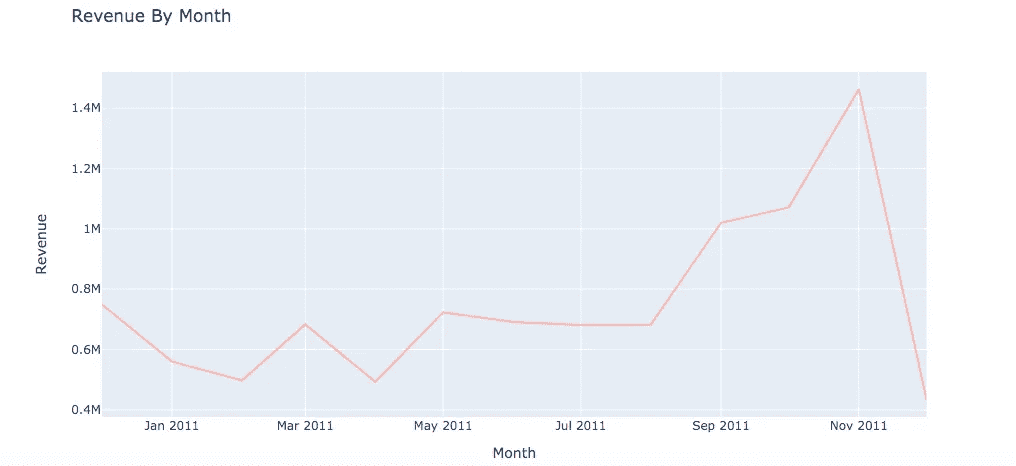 Revenue By Month
1.4M
1.2M
1M
0.8M
0.6M
0.4M
Revenue
Jan 2011 Mar 2011 May 2011 Jul 2011 Sep 2011 Nov 2011
Month